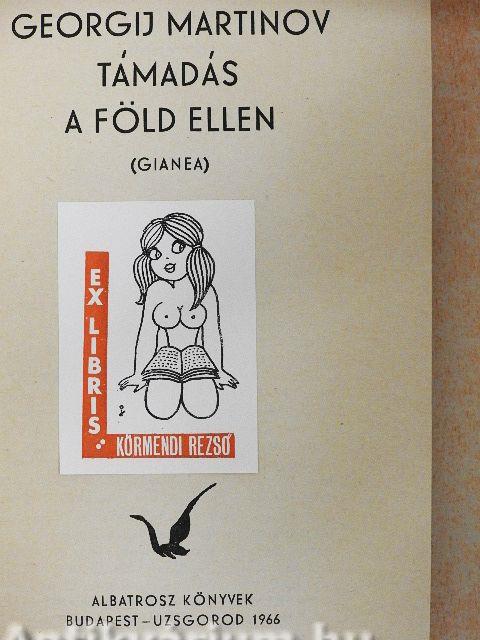 GEORGIJ MARTINOV
TÁMADÁS
A FÖLD ELLEN
(GIANEA)
EX LIBRIS
KÖRMENDI REZSŐ
ALBATROSZ KÖNYVEK
BUDAPEST–UZSGOROD 1966